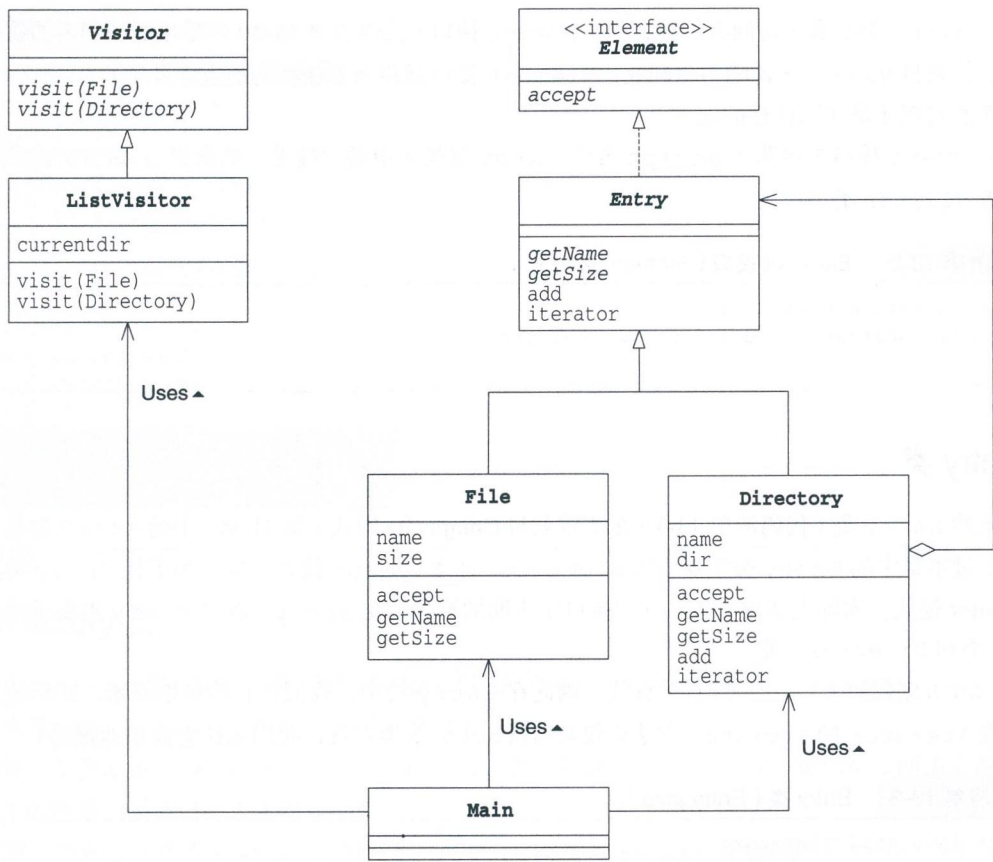 Visitor
visit(File)
visit(Directory)
ListVisitor
currentdir
visit(File)
visit(Directory)
Uses
<<interface>>
Element
accept
Entry
getName
getSize
add
iterator
File
name
size
accept
getName
getSize
Directory
name
dir
accept
getName
getSize
add
iterator
Uses
Uses
Main